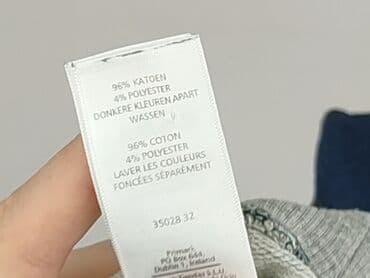 96% KATOEN
4% POLYESTER
DONKERE KLEUREN APART
WASSEN
96% COTON
4% POLYESTER
LAVER LES COULEURS
FONCÉES SÉPARÉMENT
35028 32
Primark
PO Box 644,
Dublin 1, Ireland